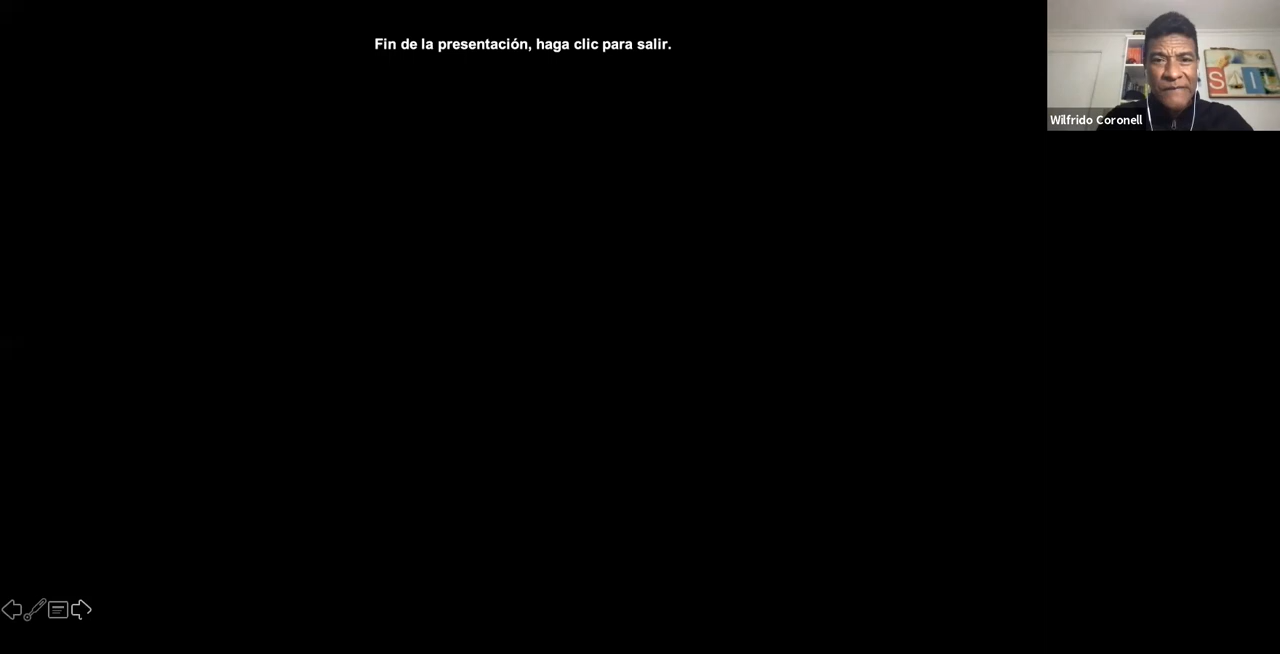 Fin de la presentación, haga clic para salir.
Wilfrido Coronell
S I